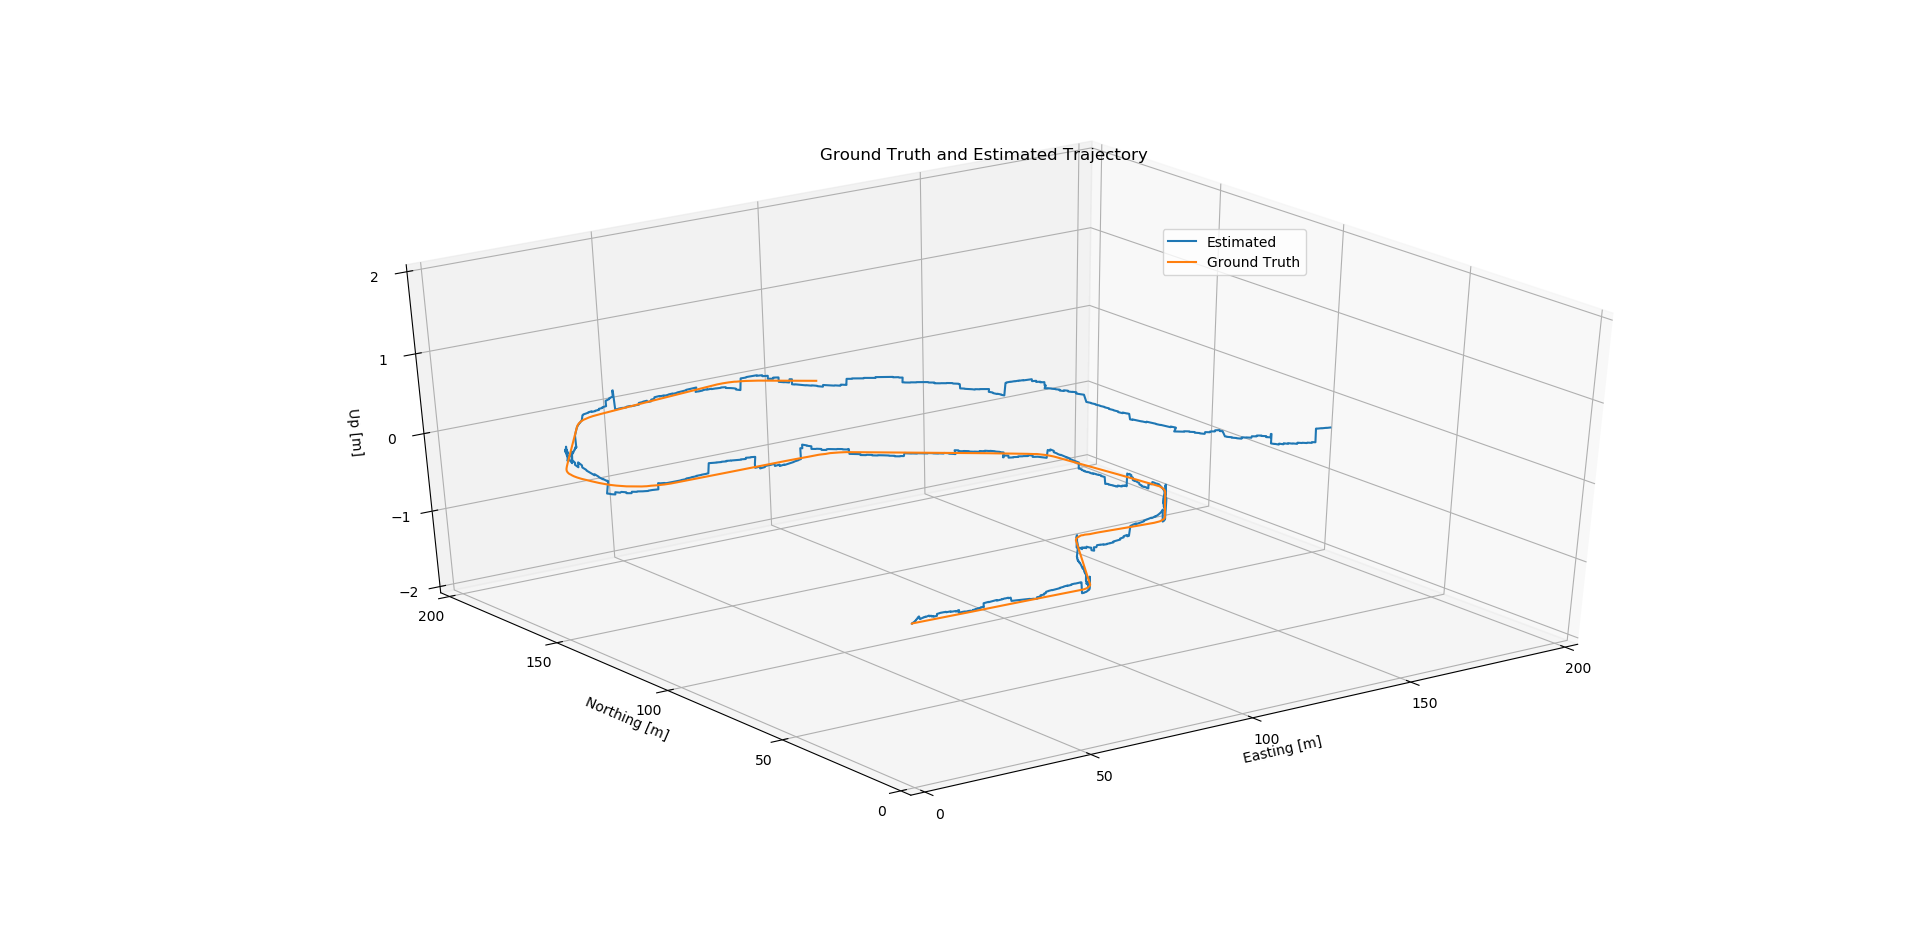 Ground Truth and Estimated Trajectory
Estimated
Ground Truth
2
1
0
−1
−2
Up [m]
200
150
100
50
0
Northing [m]
0
50
100
150
200
Easting [m]